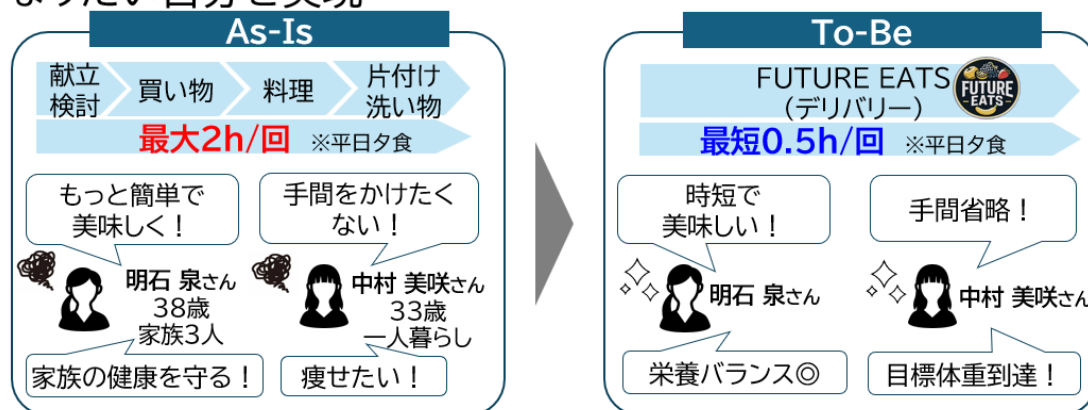 As-Is
献立
検討
買い物
料理
片付け
洗い物
最大2h/回 ※平日夕食
もっと簡単で
美味しく！
手間をかけたく
ない！
明石 泉さん
38歳
家族3人
中村 美咲さん
33歳
一人暮らし
家族の健康を守る！
痩せたい！
To-Be
FUTURE EATS
(デリバリー)
FUTURE
-EATS-
最短0.5h/回 ※平日夕食
時短で
美味しい！
手間省略！
明石 泉さん
中村 美咲さん
栄養バランス◎
目標体重到達！